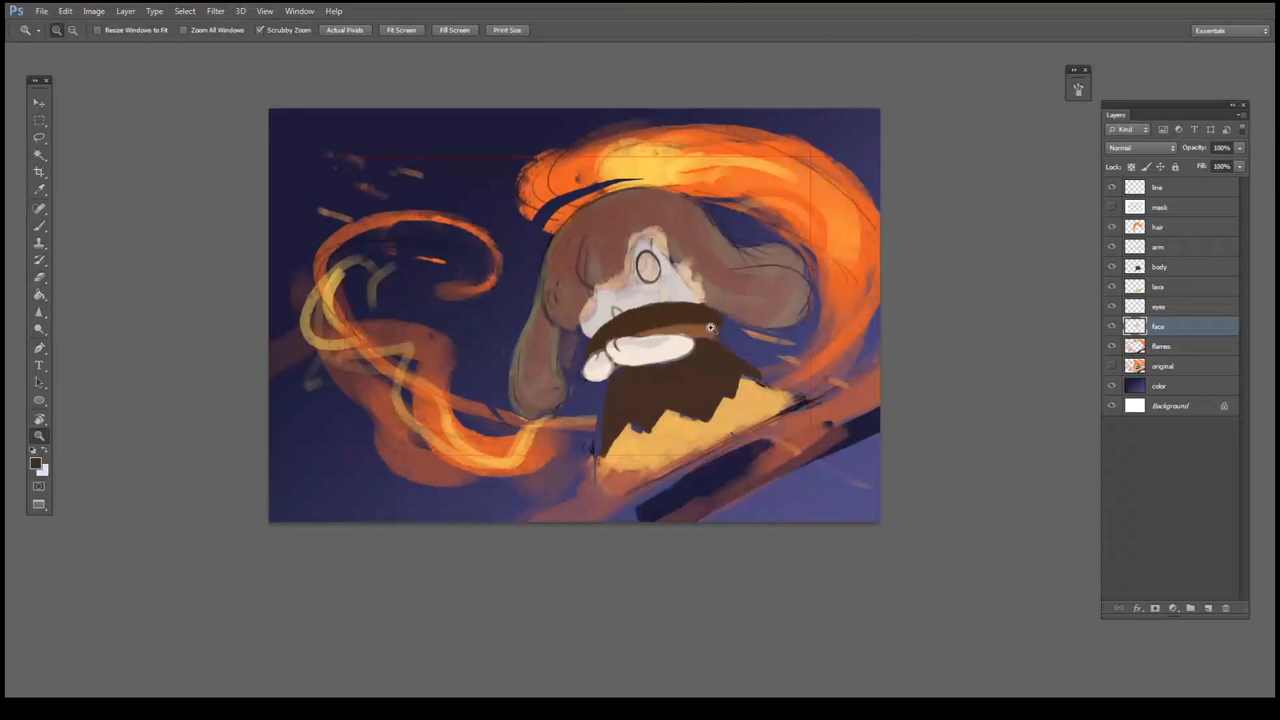 Ps File Edit Image Layer Type Select Filter 3D View Window Help
Resize Windows to Fit Zoom All Windows Scrubby Zoom Actual Pixels Fit Screen Fill Screen Print Size Essentials
Layers
Kind
Normal Opacity: 100%
Lock: Fill: 100%
line
mask
hair
arm
body
lava
eyes
face
flames
original
color
Background